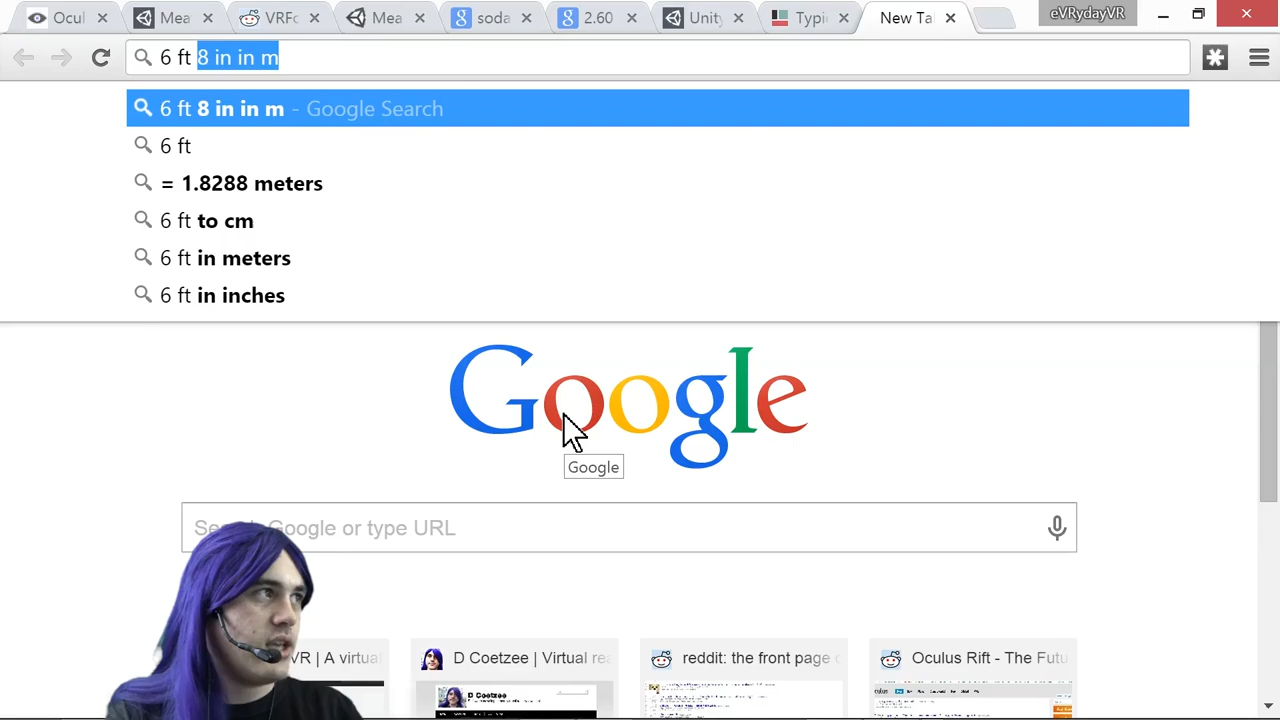 Ocul
Mea
VRFo
Mea
soda
2.60
Unity
Typic
New Ta
eVRydayVR
6 ft 8 in in m
6 ft 8 in in m - Google Search
6 ft
= 1.8288 meters
6 ft to cm
6 ft in meters
6 ft in inches
Google
Google
Search Google or type URL
VR | A virtual
D Coetzee | Virtual rea
reddit: the front page o
Oculus Rift - The Futu
D Coetzee